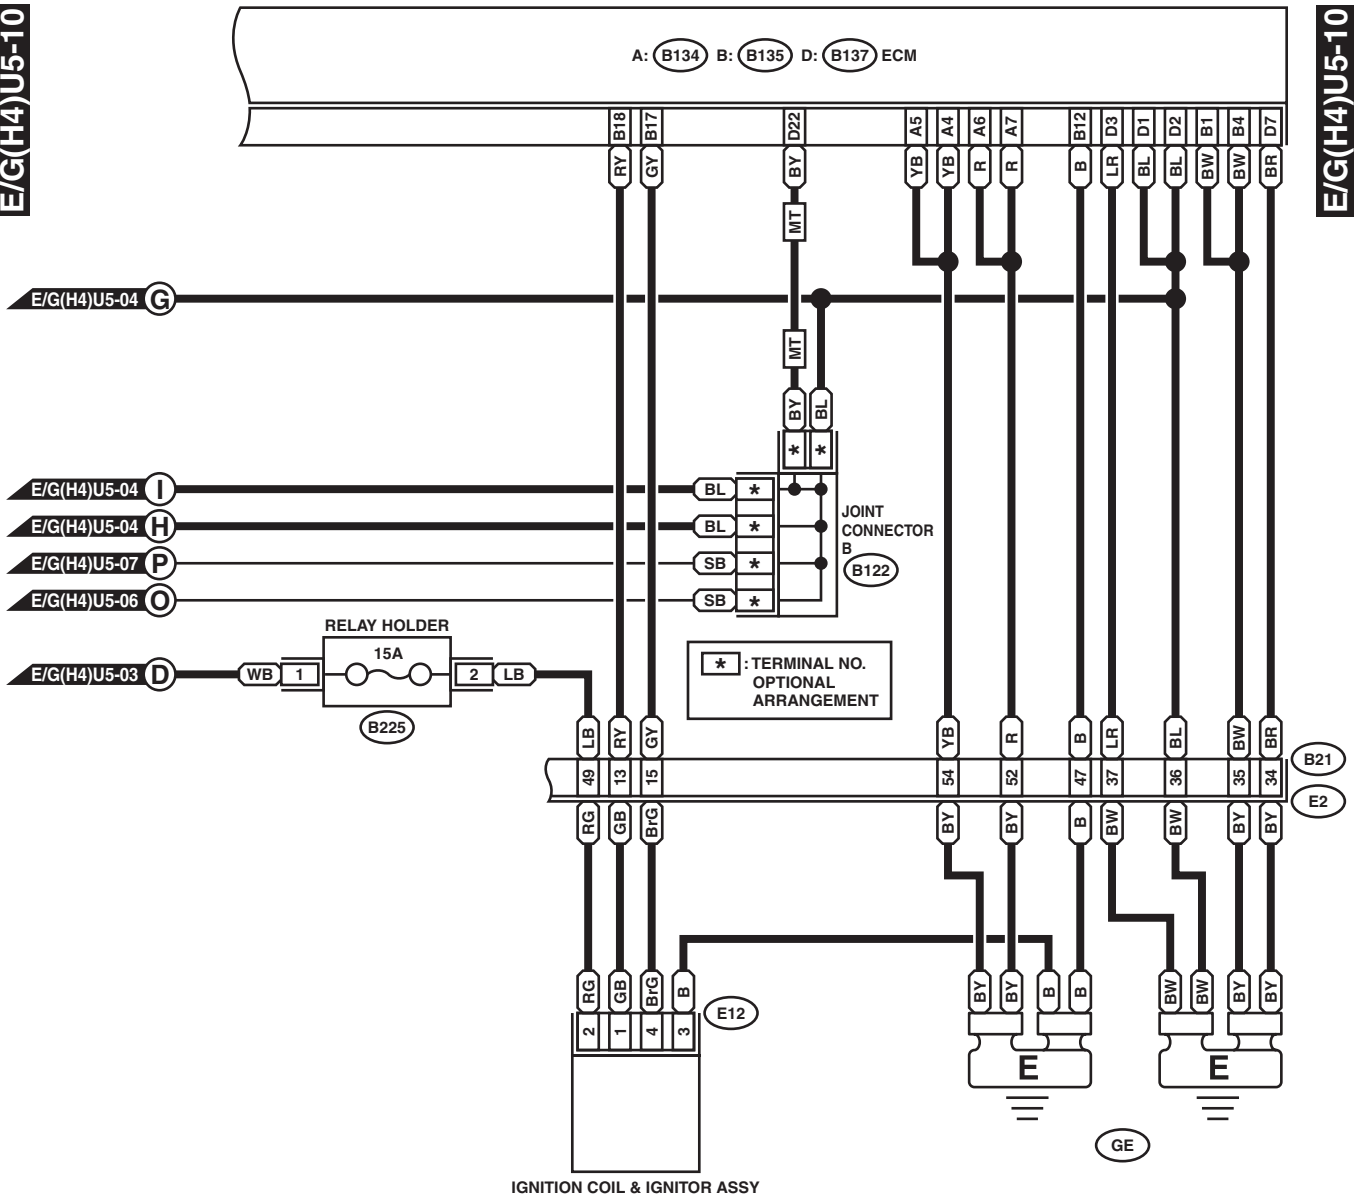 E/G(H4)U5-10
E/G(H4)U5-10
A: B134 B: B135 D: B137 ECM
B18 B17 D22 A5 A4 A6 A7 B12 D3 D1 D2 B1 B4 D7
RY GY BY YB YB R R B LR BL BL BW BW BR
MT
E/G(H4)U5-04 G
MT
BY BL
* *
E/G(H4)U5-04 I BL *
E/G(H4)U5-04 H BL *
E/G(H4)U5-07 P SB *
E/G(H4)U5-06 O SB *
JOINT
CONNECTOR
B
B122
RELAY HOLDER
15A
E/G(H4)U5-03 D WB 1 2 LB
B225
* : TERMINAL NO.
OPTIONAL
ARRANGEMENT
LB RY GY YB R B LR BL BW BR
B21
49 13 15 54 52 47 37 36 35 34
E2
RG GB BrG BY BY B BW BW BY BY
RG GB BrG B BY BY B B BW BW BY BY
E12
2 1 4 3
E E
GE
IGNITION COIL & IGNITOR ASSY